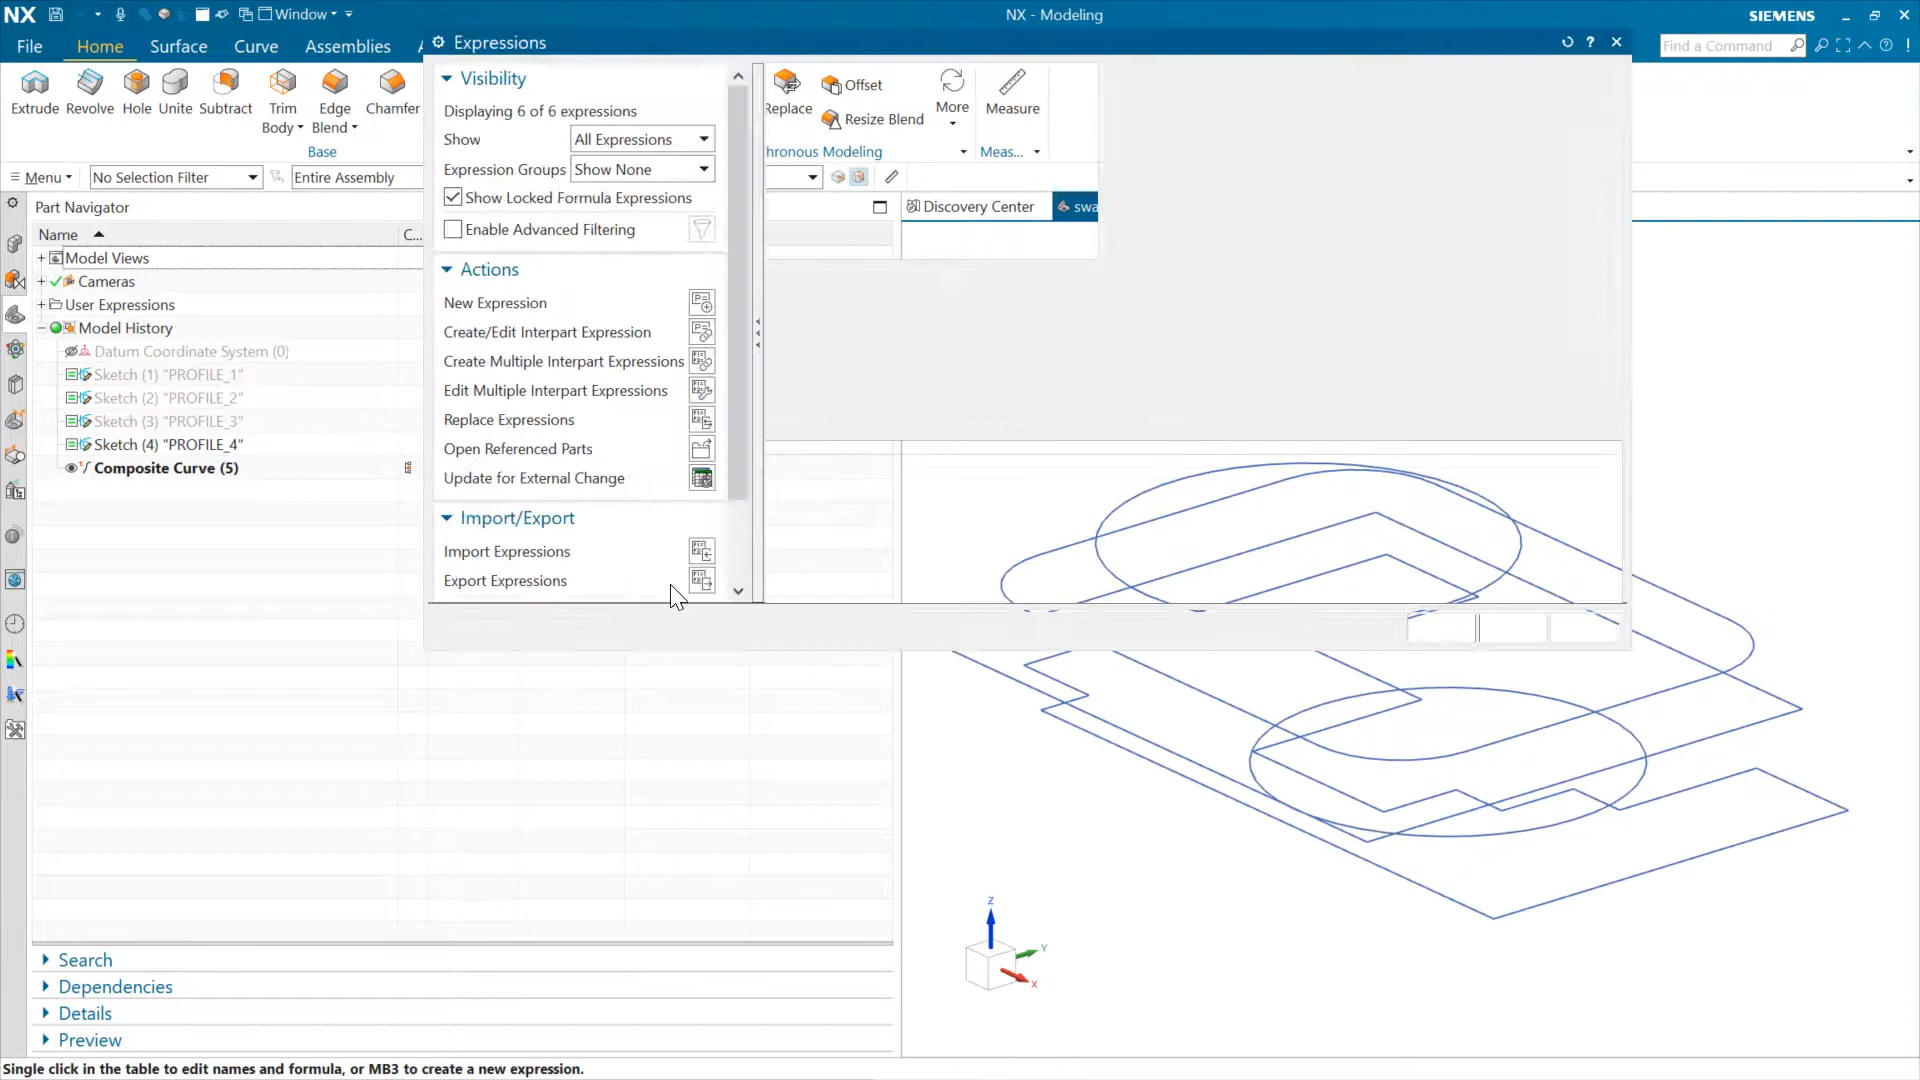 NX
Window
NX - Modeling
SIEMENS
File
Home
Surface
Curve
Assemblies
Expressions
Find a Command
Extrude
Revolve
Hole
Unite
Subtract
Trim Body
Edge Blend
Chamfer
Base
Replace
Offset
Resize Blend
More
Measure
hronous Modeling
Meas...
Menu
No Selection Filter
Entire Assembly
Part Navigator
Name
C...
Model Views
Cameras
User Expressions
Model History
Datum Coordinate System (0)
Sketch (1) "PROFILE_1"
Sketch (2) "PROFILE_2"
Sketch (3) "PROFILE_3"
Sketch (4) "PROFILE_4"
Composite Curve (5)
Visibility
Displaying 6 of 6 expressions
Show All Expressions
Expression Groups Show None
Show Locked Formula Expressions
Enable Advanced Filtering
Actions
New Expression
Create/Edit Interpart Expression
Create Multiple Interpart Expressions
Edit Multiple Interpart Expressions
Replace Expressions
Open Referenced Parts
Update for External Change
Import/Export
Import Expressions
Export Expressions
Discovery Center
swa
Z
Y
X
Search
Dependencies
Details
Preview
Single click in the table to edit names and formula, or MB3 to create a new expression.